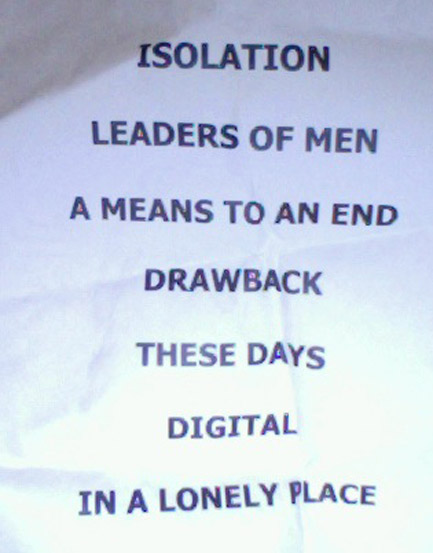 ISOLATION
LEADERS OF MEN
A MEANS TO AN END
DRAWBACK
THESE DAYS
DIGITAL
IN A LONELY PLACE